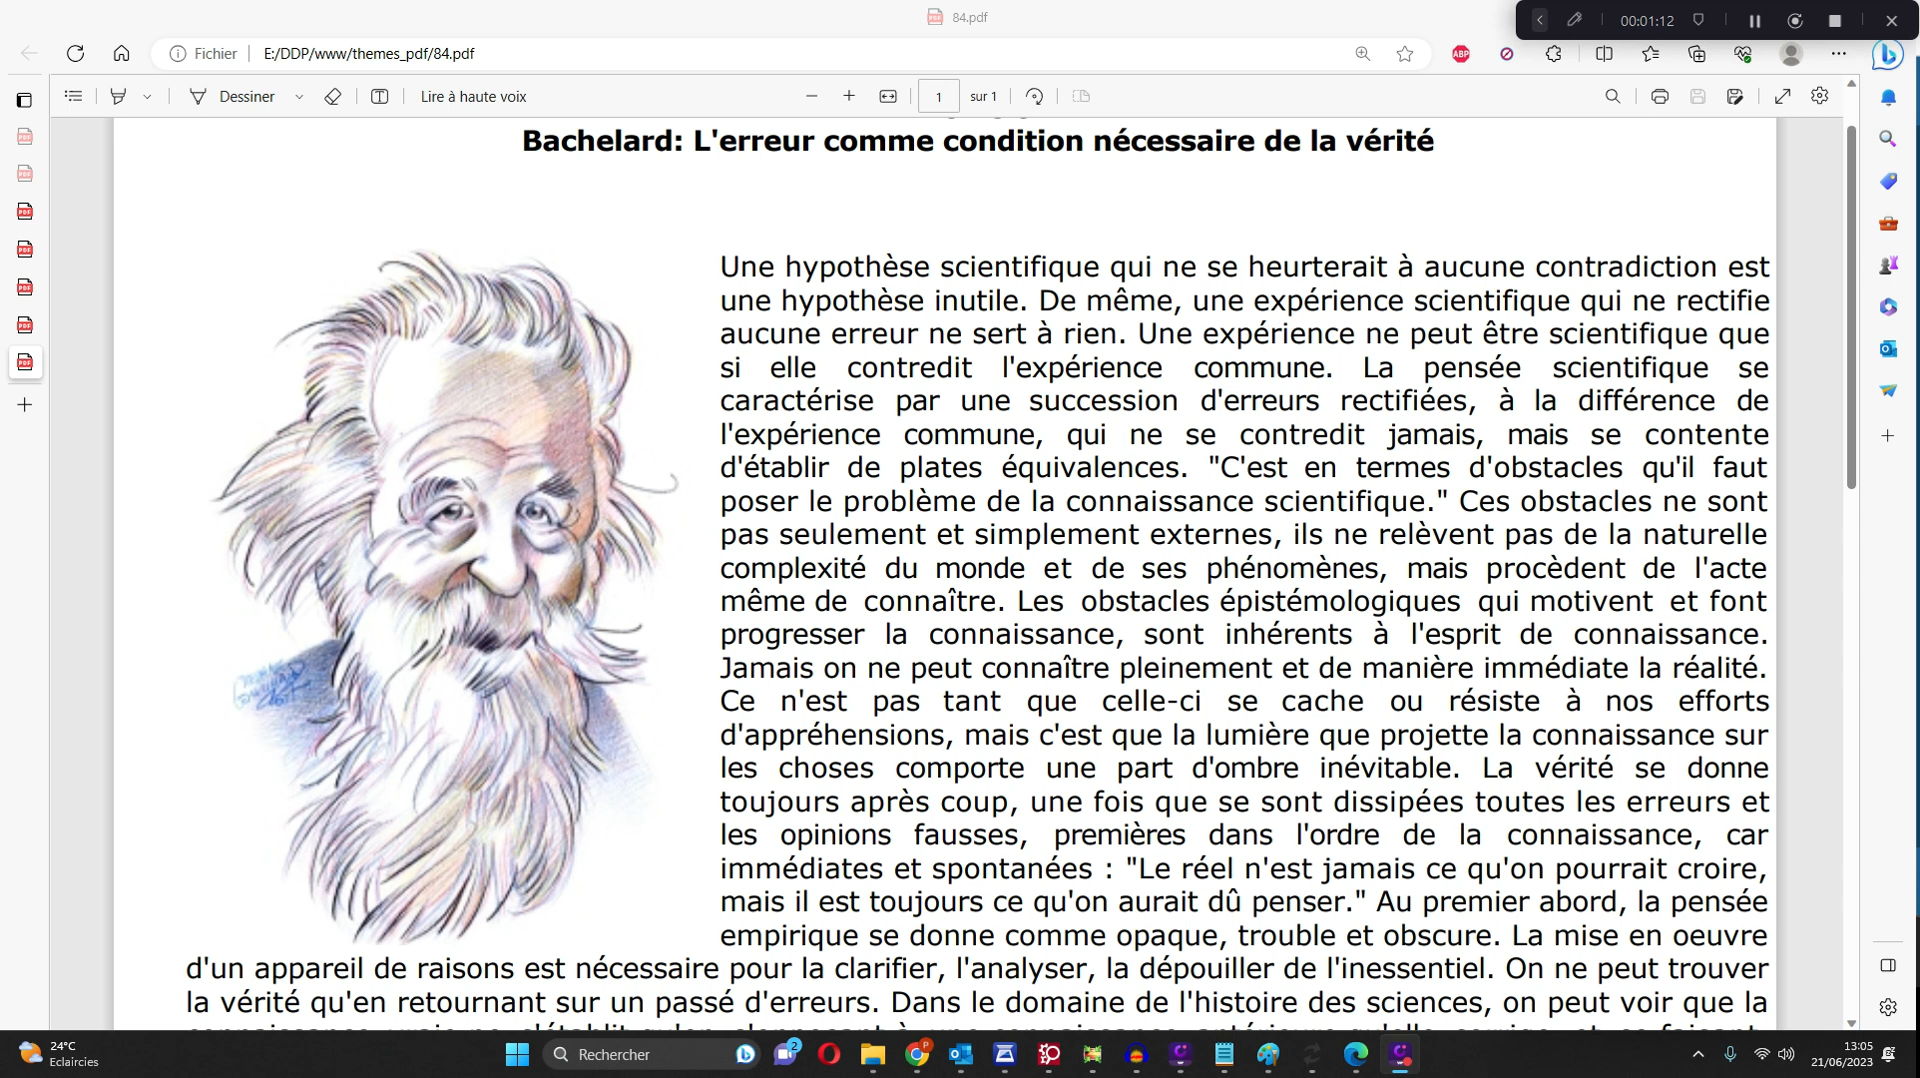 84.pdf
00:01:12
Fichier
E:/DDP/www/themes_pdf/84.pdf
ABP
Dessiner
Lire à haute voix
1
sur 1
Bachelard: L'erreur comme condition nécessaire de la vérité
Une hypothèse scientifique qui ne se heurterait à aucune contradiction est
une hypothèse inutile. De même, une expérience scientifique qui ne rectifie
aucune erreur ne sert à rien. Une expérience ne peut être scientifique que
si elle contredit l'expérience commune. La pensée scientifique se
caractérise par une succession d'erreurs rectifiées, à la différence de
l'expérience commune, qui ne se contredit jamais, mais se contente
d'établir de plates équivalences. "C'est en termes d'obstacles qu'il faut
poser le problème de la connaissance scientifique." Ces obstacles ne sont
pas seulement et simplement externes, ils ne relèvent pas de la naturelle
complexité du monde et de ses phénomènes, mais procèdent de l'acte
même de connaître. Les obstacles épistémologiques qui motivent et font
progresser la connaissance, sont inhérents à l'esprit de connaissance.
Jamais on ne peut connaître pleinement et de manière immédiate la réalité.
Ce n'est pas tant que celle-ci se cache ou résiste à nos efforts
d'appréhensions, mais c'est que la lumière que projette la connaissance sur
les choses comporte une part d'ombre inévitable. La vérité se donne
toujours après coup, une fois que se sont dissipées toutes les erreurs et
les opinions fausses, premières dans l'ordre de la connaissance, car
immédiates et spontanées : "Le réel n'est jamais ce qu'on pourrait croire,
mais il est toujours ce qu'on aurait dû penser." Au premier abord, la pensée
empirique se donne comme opaque, trouble et obscure. La mise en oeuvre
d'un appareil de raisons est nécessaire pour la clarifier, l'analyser, la dépouiller de l'inessentiel. On ne peut trouver
la vérité qu'en retournant sur un passé d'erreurs. Dans le domaine de l'histoire des sciences, on peut voir que la
24°C
Eclaircies
Rechercher
2
P
13:05
21/06/2023